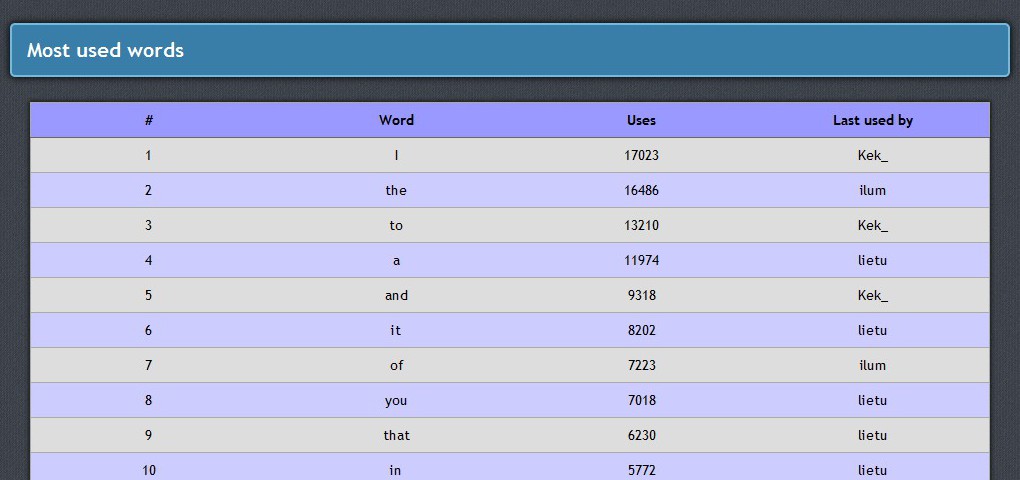 Most used words
# Word Uses Last used by
1 I 17023 Kek_
2 the 16486 ilum
3 to 13210 Kek_
4 a 11974 lietu
5 and 9318 Kek_
6 it 8202 lietu
7 of 7223 ilum
8 you 7018 lietu
9 that 6230 lietu
10 in 5772 lietu